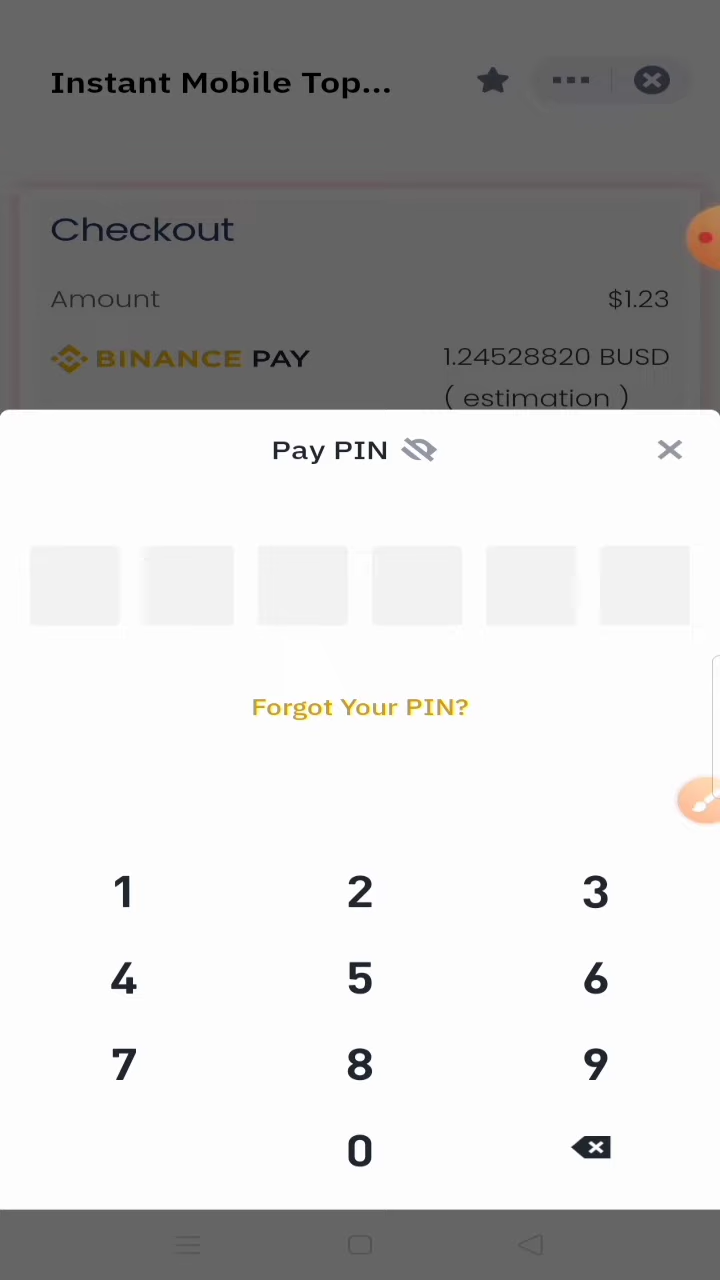 Instant Mobile Top...
Checkout
Amount $1.23
BINANCE PAY 1.24528820 BUSD
( estimation )
Pay PIN
Forgot Your PIN?
1 2 3
4 5 6
7 8 9
0